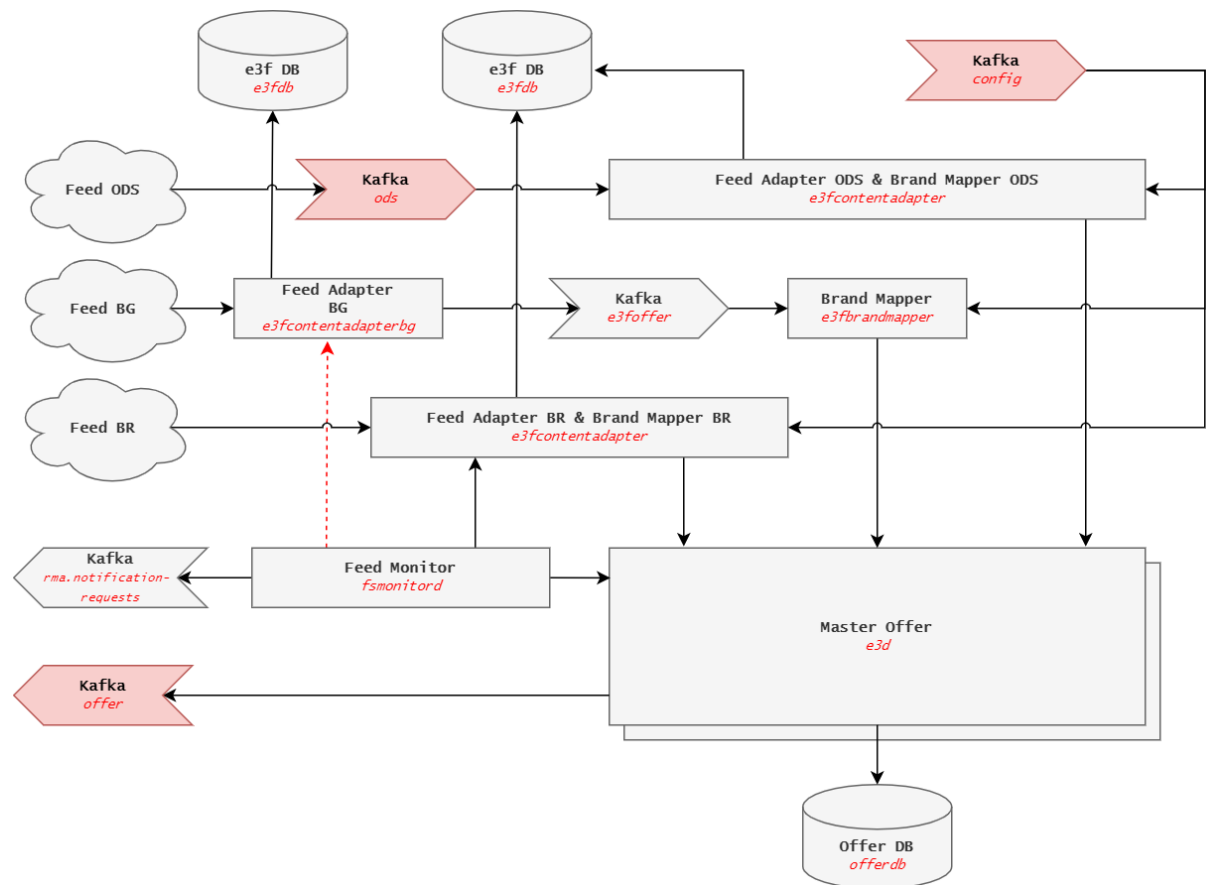 e3f DB
e3fdb
e3f DB
e3fdb
Kafka
config
Feed ODS
Kafka
ods
Feed Adapter ODS & Brand Mapper ODS
e3fcontentadapter
Feed BG
Feed Adapter
BG
e3fcontentadapterbg
Kafka
e3foffer
Brand Mapper
e3fbrandmapper
Feed BR
Feed Adapter BR & Brand Mapper BR
e3fcontentadapter
Kafka
rma.notification-
requests
Feed Monitor
fsmonitord
Master Offer
e3d
Kafka
offer
Offer DB
offerdb